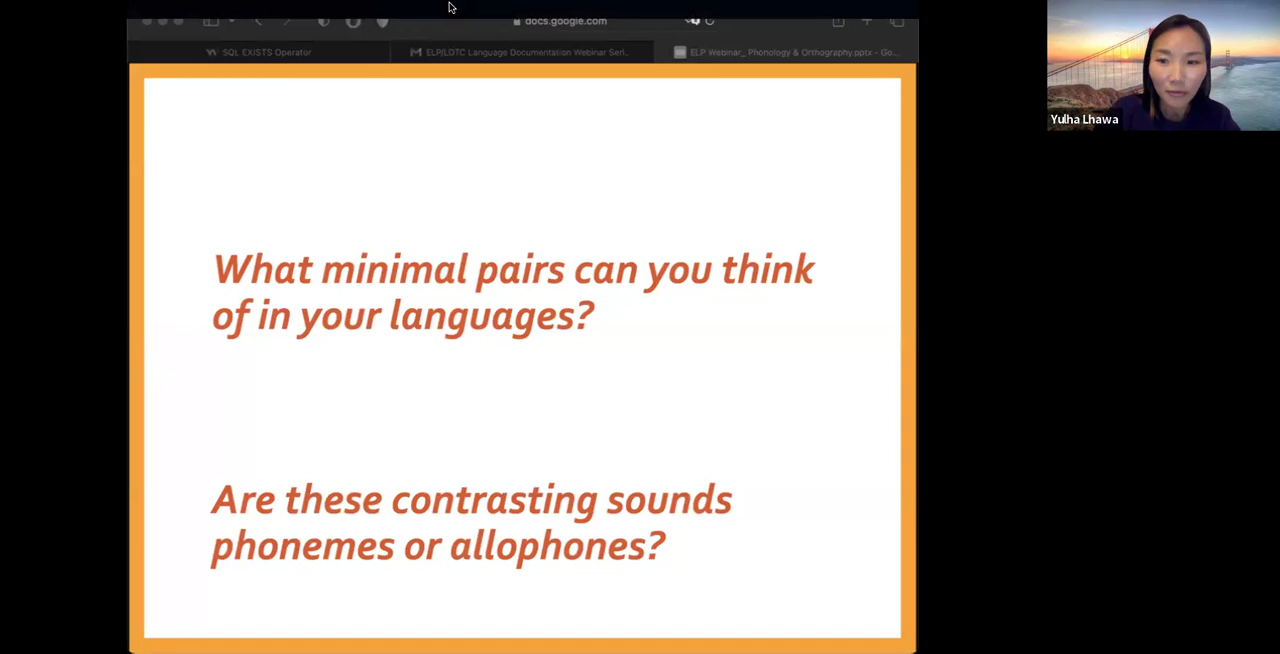 docs.google.com
SQL EXISTS Operator
ELP/LDTC Language Documentation Webinar Seri...
ELP Webinar_ Phonology & Orthography.pptx - Go...
Yulha Lhawa
What minimal pairs can you think
of in your languages?
Are these contrasting sounds
phonemes or allophones?